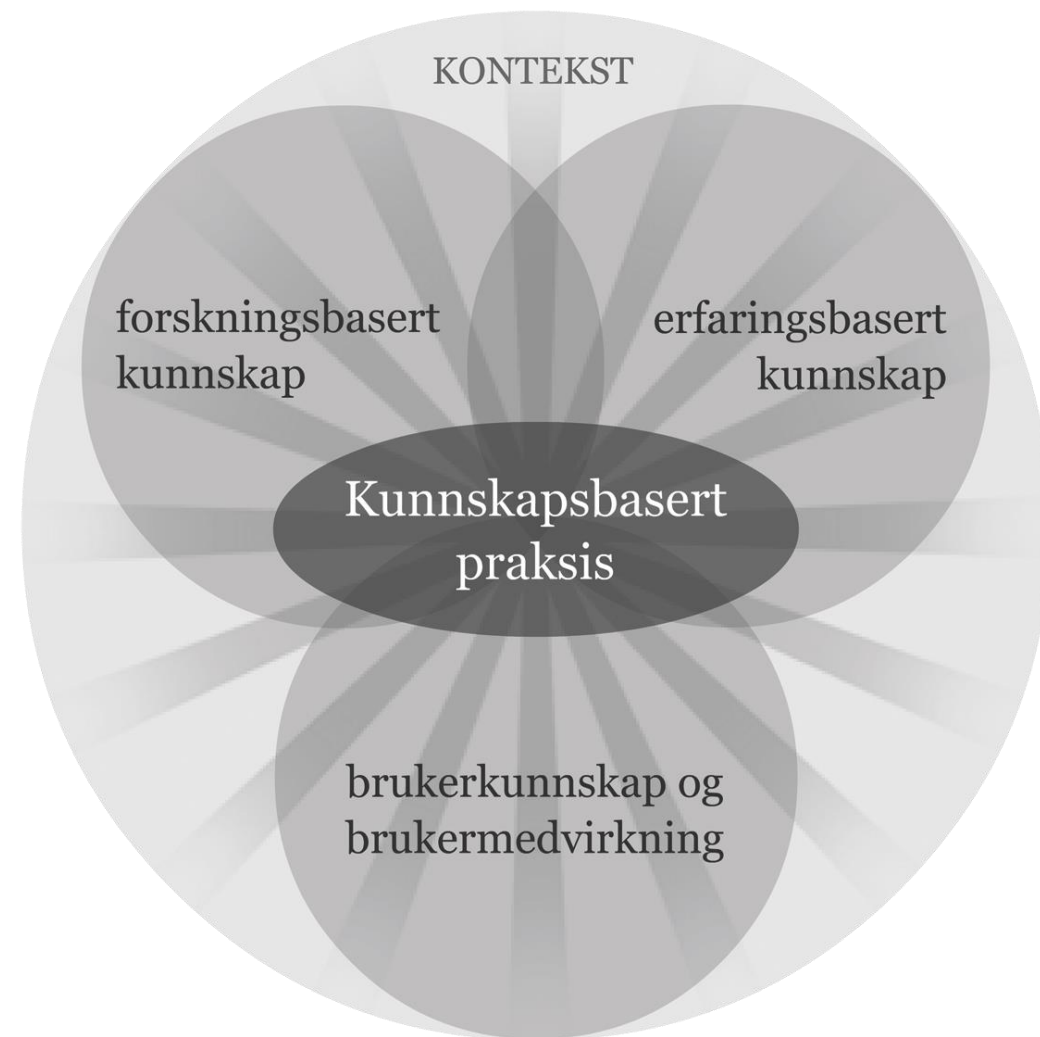 KONTEKST
forskningsbasert
kunnskap
erfaringsbasert
kunnskap
Kunnskapsbasert
praksis
brukerkunnskap og
brukermedvirkning